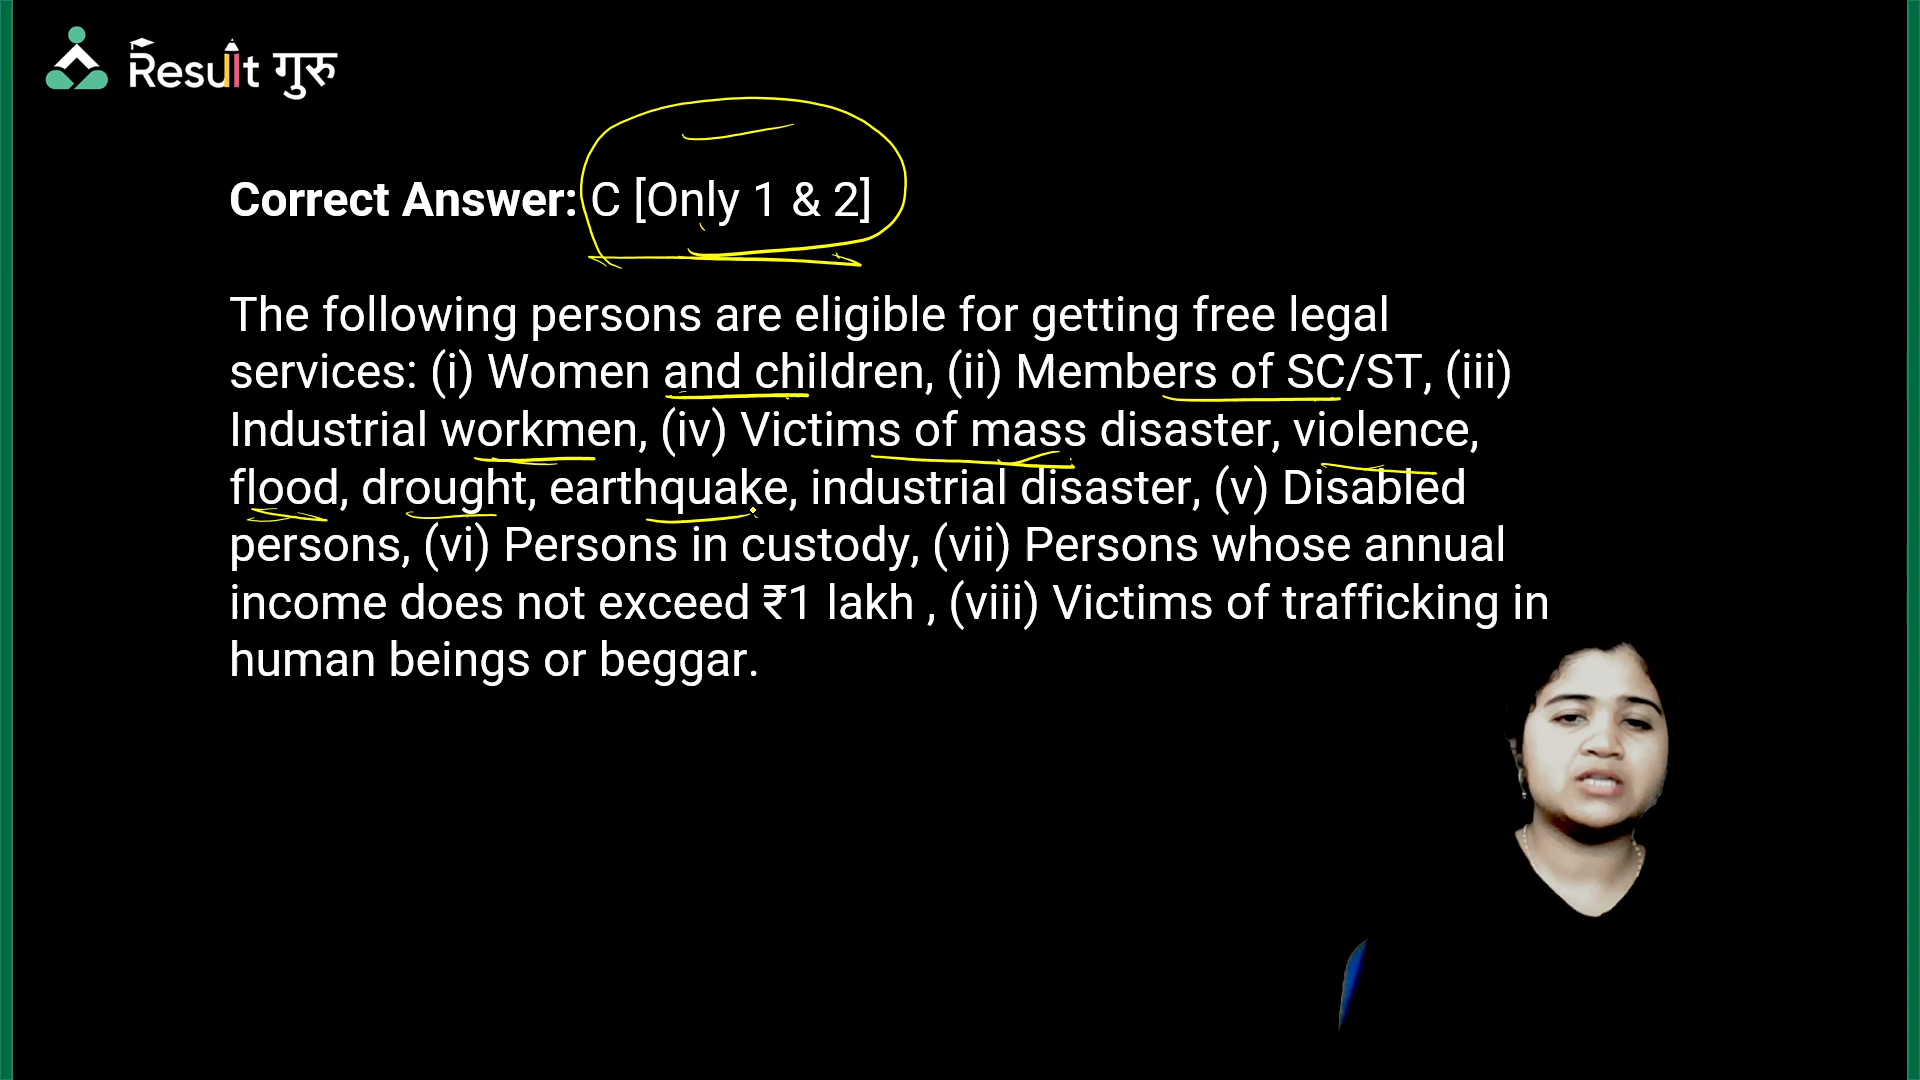 Result गुरु
Correct Answer: C [Only 1 & 2]
The following persons are eligible for getting free legal
services: (i) Women and children, (ii) Members of SC/ST, (iii)
Industrial workmen, (iv) Victims of mass disaster, violence,
flood, drought, earthquake, industrial disaster, (v) Disabled
persons, (vi) Persons in custody, (vii) Persons whose annual
income does not exceed ₹1 lakh , (viii) Victims of trafficking in
human beings or beggar.